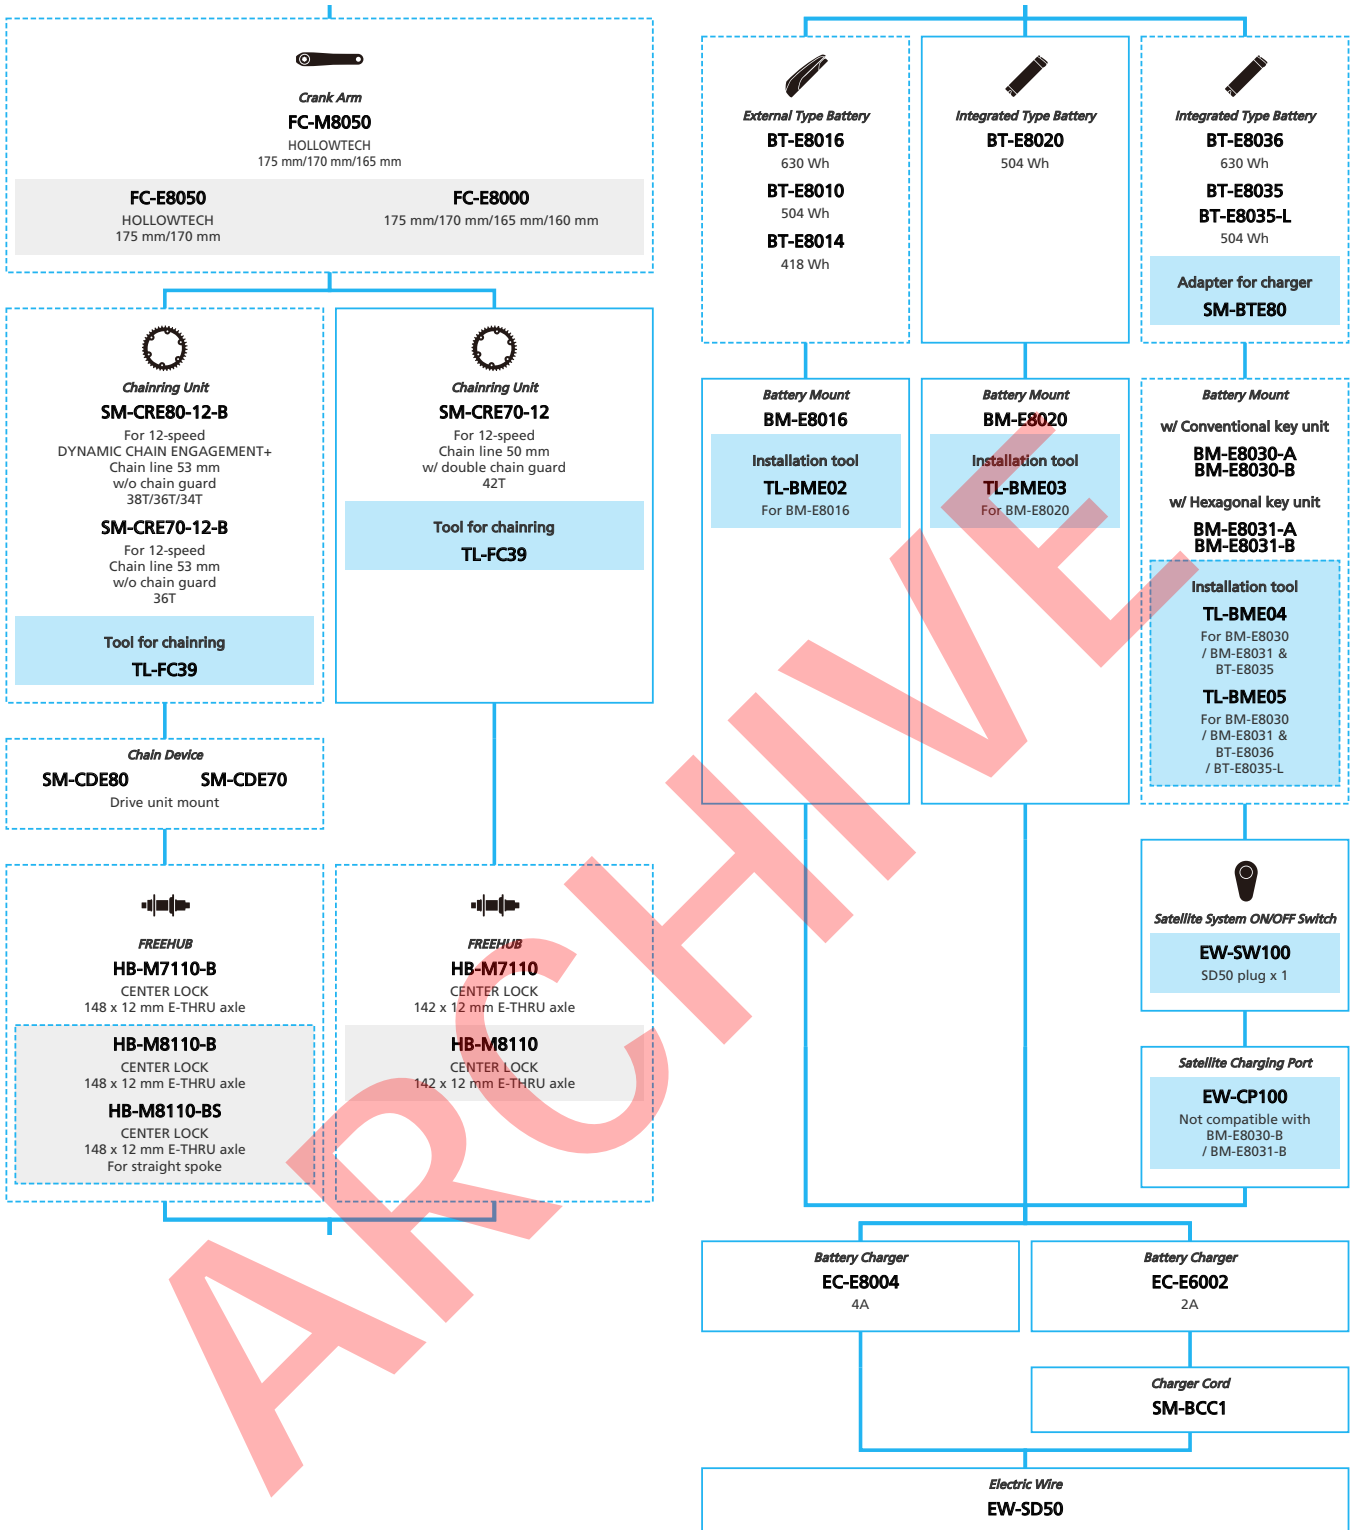 Crank Arm
FC-M8050
HOLLOWTECH
175 mm/170 mm/165 mm
FC-E8050
HOLLOWTECH
175 mm/170 mm
FC-E8000
175 mm/170 mm/165 mm/160 mm
Chainring Unit
SM-CRE80-12-B
For 12-speed
DYNAMIC CHAIN ENGAGEMENT+
Chain line 53 mm
w/o chain guard
38T/36T/34T
SM-CRE70-12-B
For 12-speed
Chain line 53 mm
w/o chain guard
36T
Tool for chainring
TL-FC39
Chainring Unit
SM-CRE70-12
For 12-speed
Chain line 50 mm
w/ double chain guard
42T
Tool for chainring
TL-FC39
Chain Device
SM-CDE80 SM-CDE70
Drive unit mount
FREEHUB
HB-M7110-B
CENTER LOCK
148 x 12 mm E-THRU axle
HB-M8110-B
CENTER LOCK
148 x 12 mm E-THRU axle
HB-M8110-BS
CENTER LOCK
148 x 12 mm E-THRU axle
For straight spoke
FREEHUB
HB-M7110
CENTER LOCK
142 x 12 mm E-THRU axle
HB-M8110
CENTER LOCK
142 x 12 mm E-THRU axle
External Type Battery
BT-E8016
630 Wh
BT-E8010
504 Wh
BT-E8014
418 Wh
Integrated Type Battery
BT-E8020
504 Wh
Integrated Type Battery
BT-E8036
630 Wh
BT-E8035
BT-E8035-L
504 Wh
Adapter for charger
SM-BTE80
Battery Mount
BM-E8016
Installation tool
TL-BME02
For BM-E8016
Battery Mount
BM-E8020
Installation tool
TL-BME03
For BM-E8020
Battery Mount
w/ Conventional key unit
BM-E8030-A
BM-E8030-B
w/ Hexagonal key unit
BM-E8031-A
BM-E8031-B
Installation tool
TL-BME04
For BM-E8030
/ BM-E8031 &
BT-E8035
TL-BME05
For BM-E8030
/ BM-E8031 &
BT-E8036
/ BT-E8035-L
Satellite System ON/OFF Switch
EW-SW100
SD50 plug x 1
Satellite Charging Port
EW-CP100
Not compatible with
BM-E8030-B
/ BM-E8031-B
Battery Charger
EC-E8004
4A
Battery Charger
EC-E6002
2A
Charger Cord
SM-BCC1
Electric Wire
EW-SD50
ARCHIVE